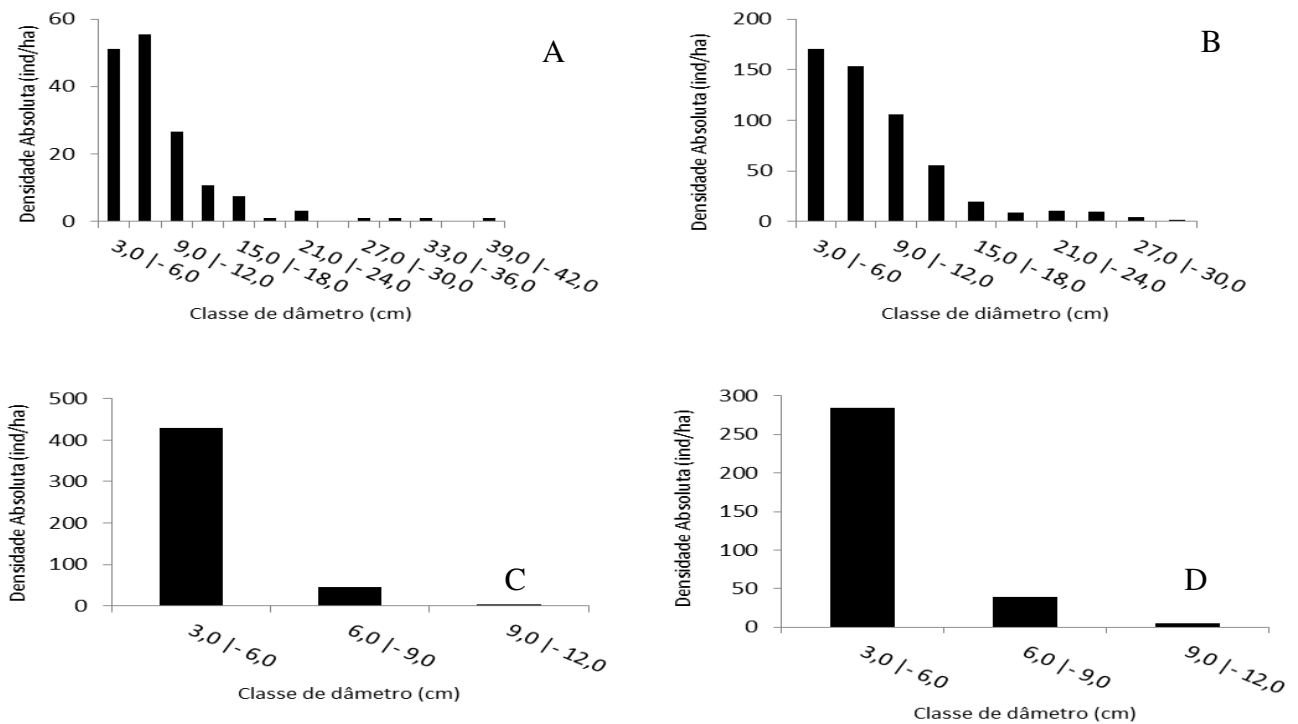 A
Densidade Absoluta (ind/ha)
60
40
20
0
3,0 |- 6,0
9,0 |- 12,0
15,0 |- 18,0
21,0 |- 24,0
27,0 |- 30,0
33,0 |- 36,0
39,0 |- 42,0
Classe de dâmetro (cm)
B
Densidade Absoluta (ind/ha)
200
150
100
50
0
3,0 |- 6,0
9,0 |- 12,0
15,0 |- 18,0
21,0 |- 24,0
27,0 |- 30,0
Classe de diâmetro (cm)
C
Densidade Absoluta (ind/ha)
500
400
300
200
100
0
3,0 |- 6,0
6,0 |- 9,0
9,0 |- 12,0
Classe de dâmetro (cm)
D
Densidade Absoluta (ind/ha)
300
250
200
150
100
50
0
3,0 |- 6,0
6,0 |- 9,0
9,0 |- 12,0
Classe de dâmetro (cm)